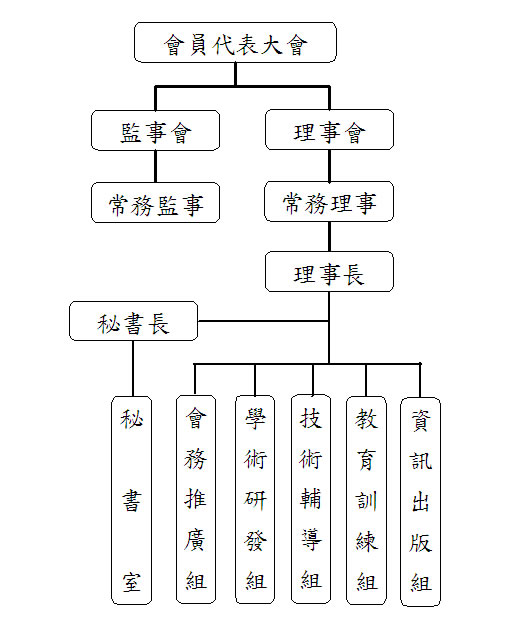 會員代表大會
監事會
理事會
常務監事
常務理事
理事長
秘書長
秘書室
會務推廣組
學術研發組
技術輔導組
教育訓練組
資訊出版組